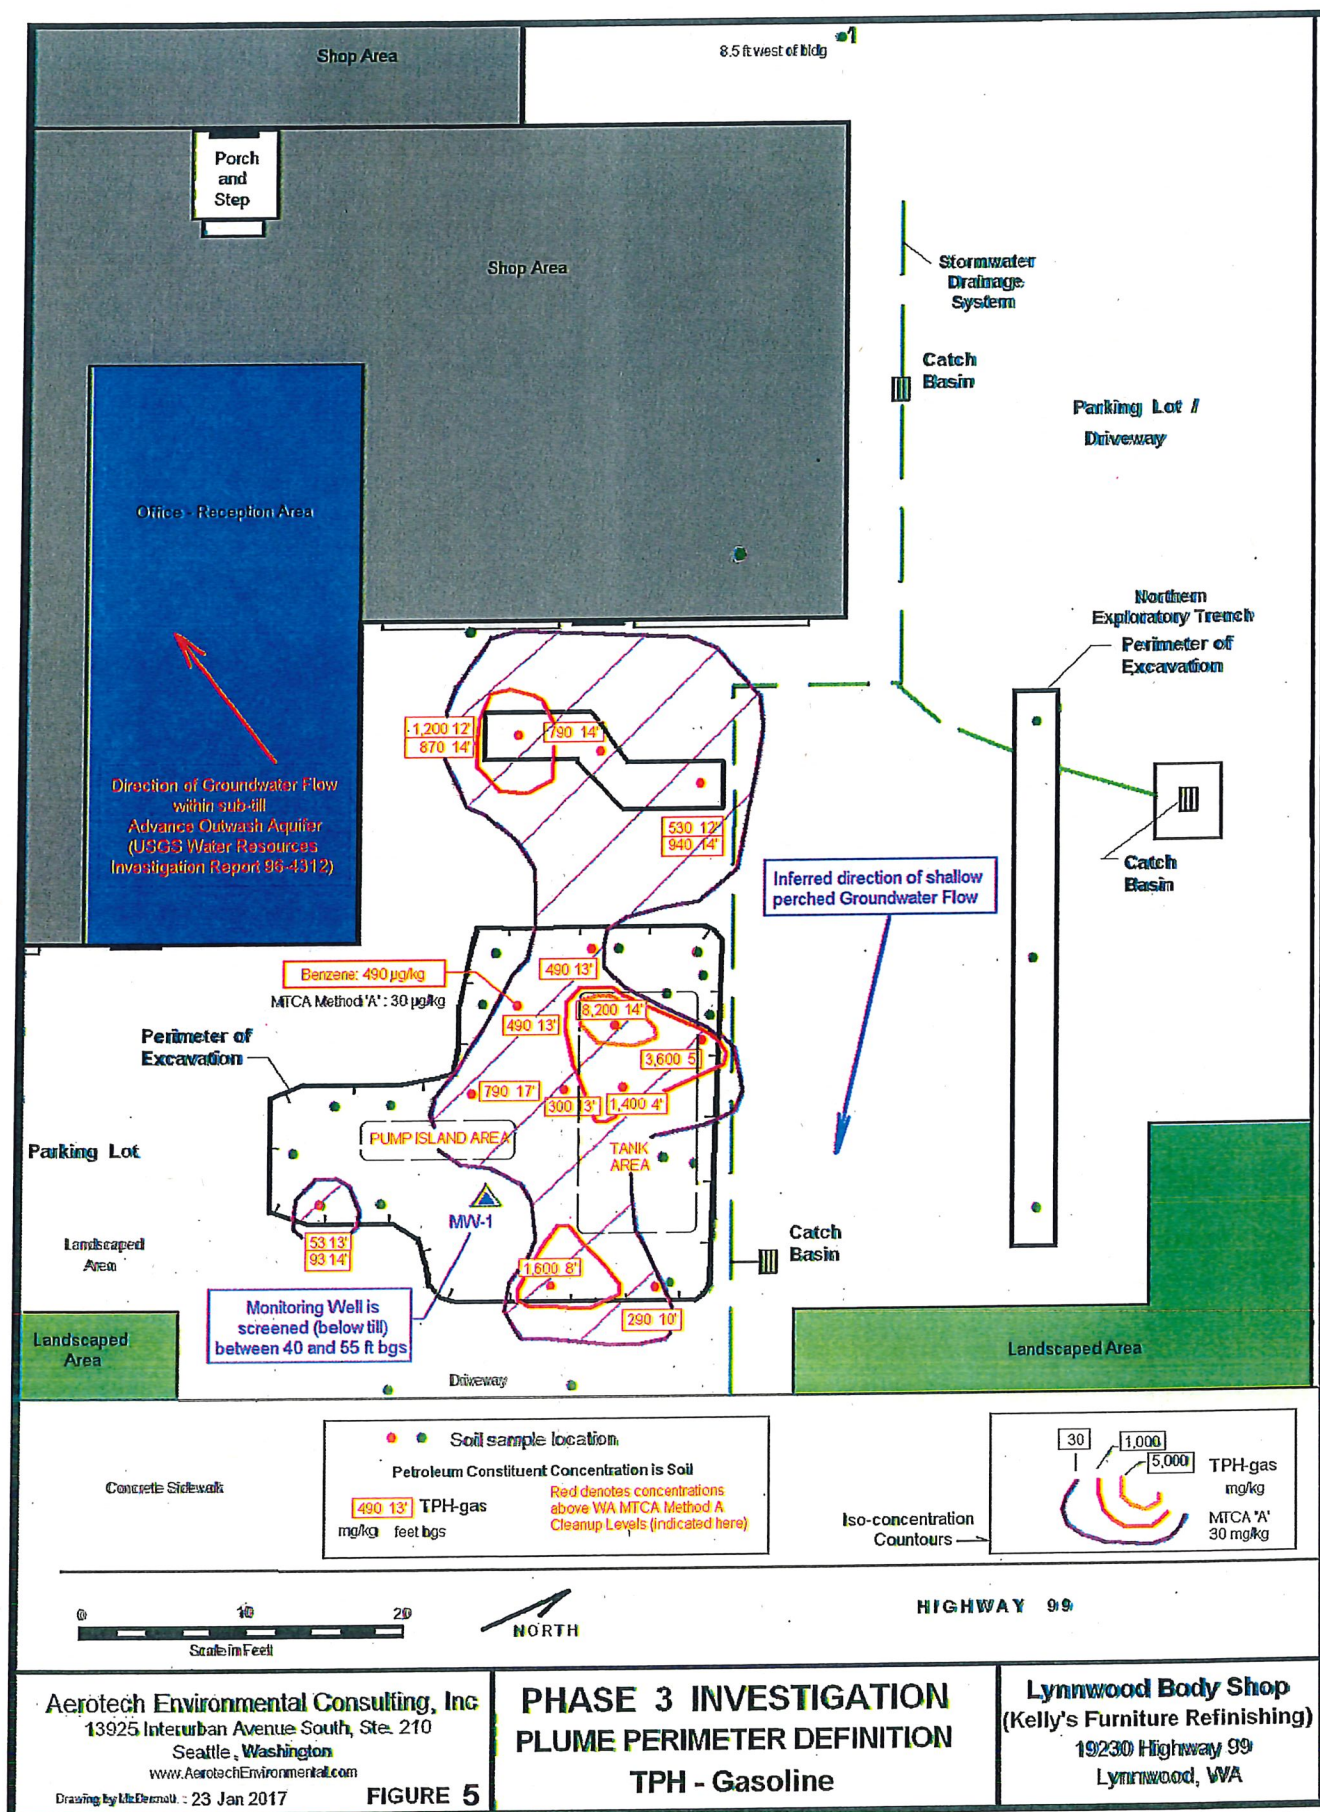 Shop Area
8.5 ft west of bldg
1
Porch
and
Step
Shop Area
Stormwater
Drainage
System
Catch
Basin
Parking Lot /
Driveway
Office - Reception Area
Northern
Exploratory Trench
Perimeter of
Excavation
1,200 12'
870 14'
790 14'
Direction of Groundwater Flow
within sub-till
Advance Outwash Aquifer
(USGS Water Resources
Investigation Report 96-4312)
530 12'
940 14'
Catch
Basin
Inferred direction of shallow
perched Groundwater Flow
Benzene: 490 µg/kg
MTCA Method 'A' : 30 µg/kg
490 13'
490 13'
8,200 14'
Perimeter of
Excavation
3,600 5'
790 17'
300 13'
1,400 4'
PUMP ISLAND AREA
TANK
AREA
Parking Lot
MW-1
Landscaped
Area
53 13'
93 14'
Catch
Basin
1,600 8'
Monitoring Well is
screened (below till)
between 40 and 55 ft bgs
290 10'
Landscaped
Area
Landscaped Area
Driveway
Concrete Sidewalk
Soil sample location
Petroleum Constituent Concentration is Soil
490 13' TPH-gas
mg/kg feet bgs
Red denotes concentrations
above WA MTCA Method A
Cleanup Levels (indicated here)
30
1,000
5,000
TPH-gas
mg/kg
MTCA 'A'
30 mg/kg
Iso-concentration
Countours
0 10 20
Scale in Feet
NORTH
HIGHWAY 99
Aerotech Environmental Consulting, Inc
13925 Interurban Avenue South, Ste. 210
Seattle, Washington
www.AerotechEnvironmental.com
Drawing by McDermott : 23 Jan 2017
FIGURE 5
PHASE 3 INVESTIGATION
PLUME PERIMETER DEFINITION
TPH - Gasoline
Lynnwood Body Shop
(Kelly's Furniture Refinishing)
19230 Highway 99
Lynnwood, WA